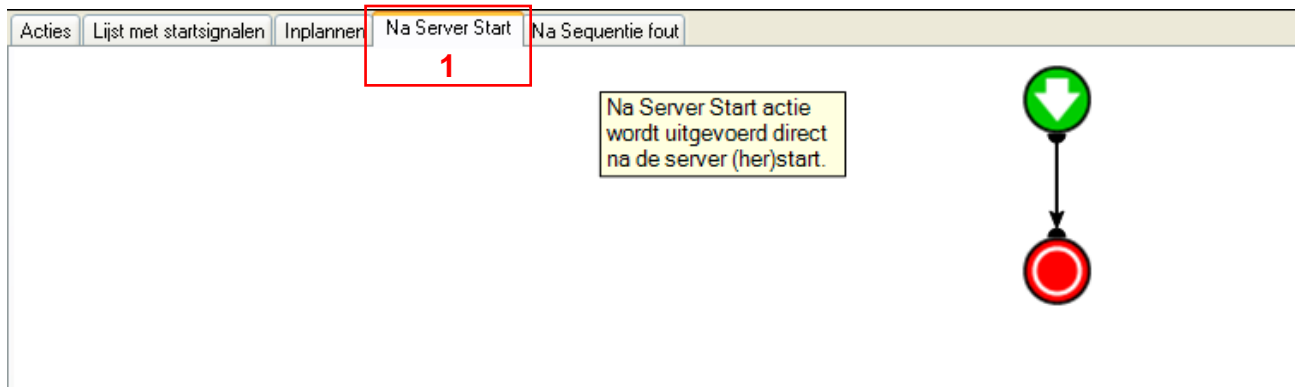 Acties Lijst met startsignalen Inplannen Na Server Start Na Sequentie fout
1
Na Server Start actie
wordt uitgevoerd direct
na de server (her)start.